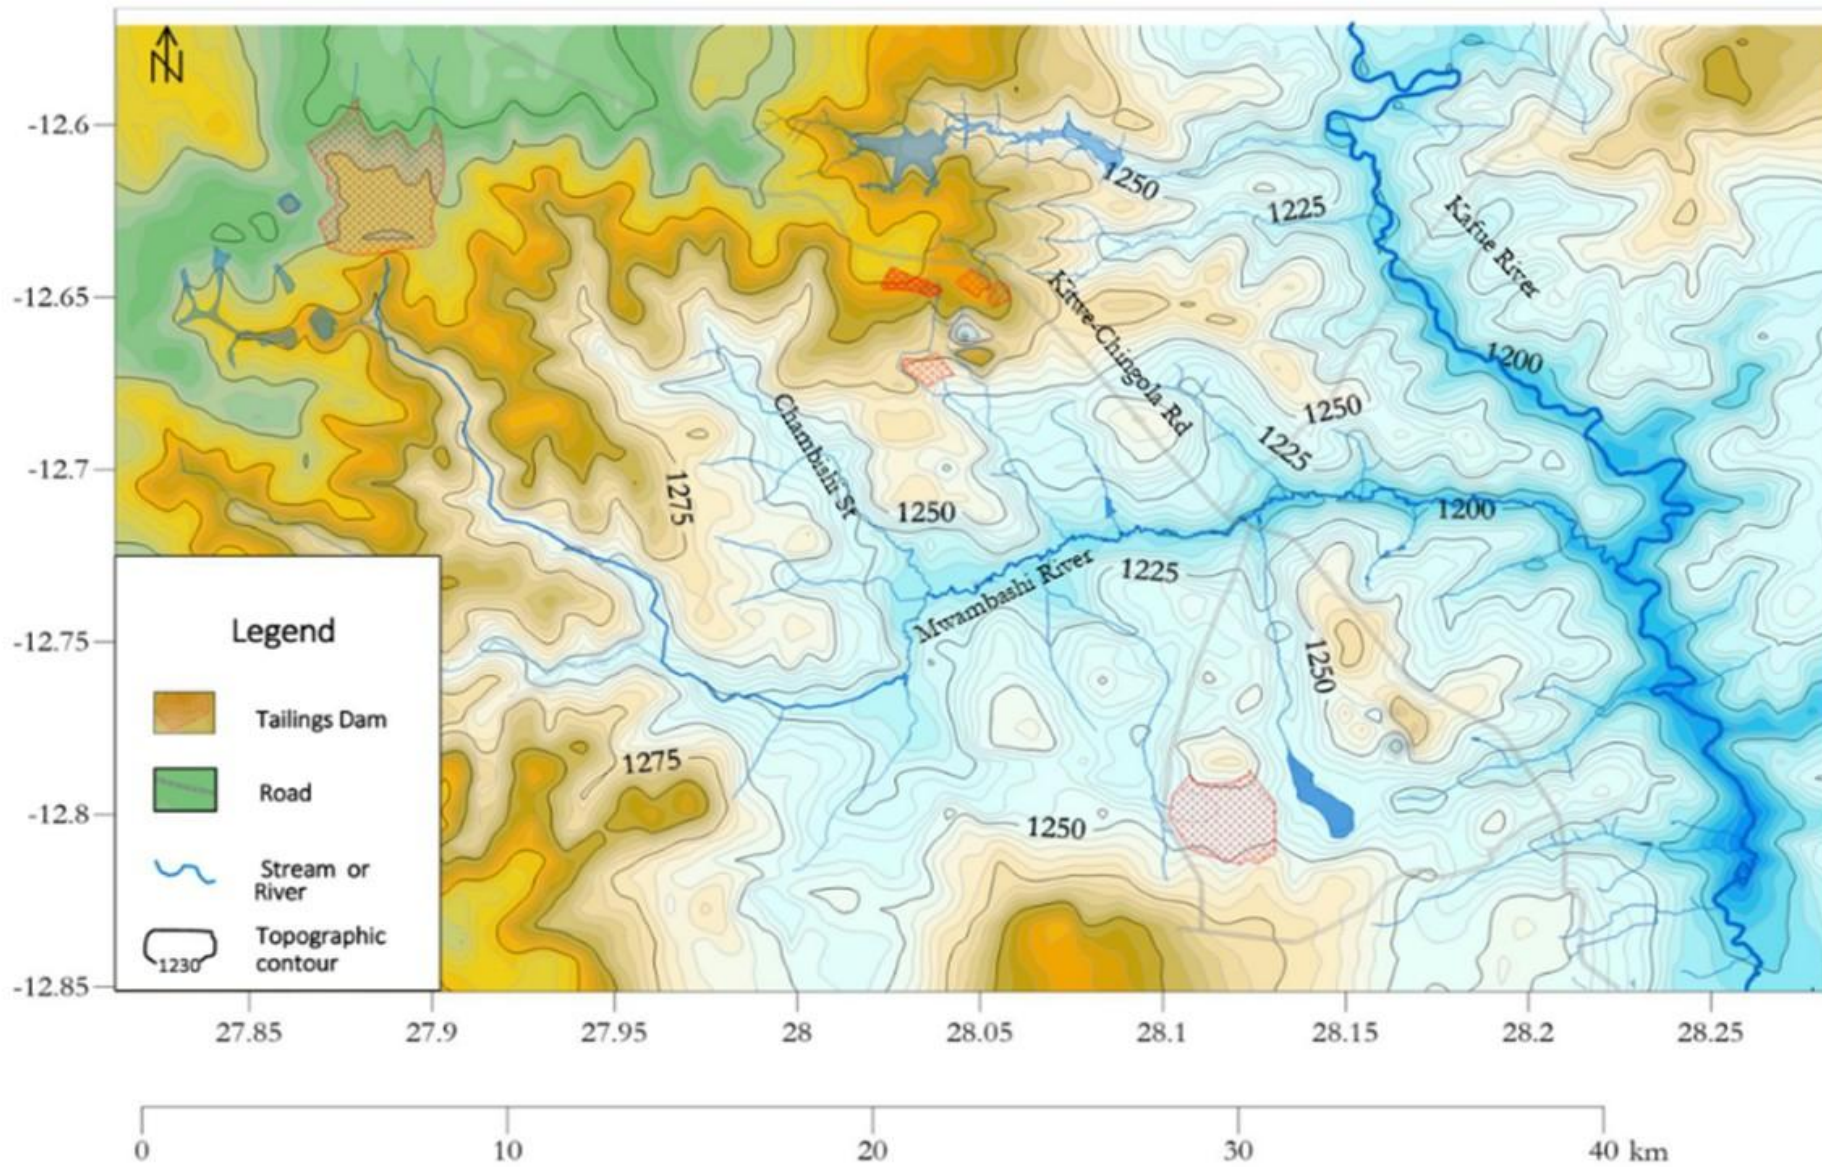 N
-12.6
-12.65
-12.7
-12.75
-12.8
-12.85
1250
1225
Kafue River
Kitwe-Chingola Rd
1200
1250
1225
Chambishi St
1275
1250
1200
1225
Mwambashi River
1250
1275
1250
Legend
Tailings Dam
Road
Stream or
River
Topographic
contour
1230
27.85
27.9
27.95
28
28.05
28.1
28.15
28.2
28.25
0
10
20
30
40 km